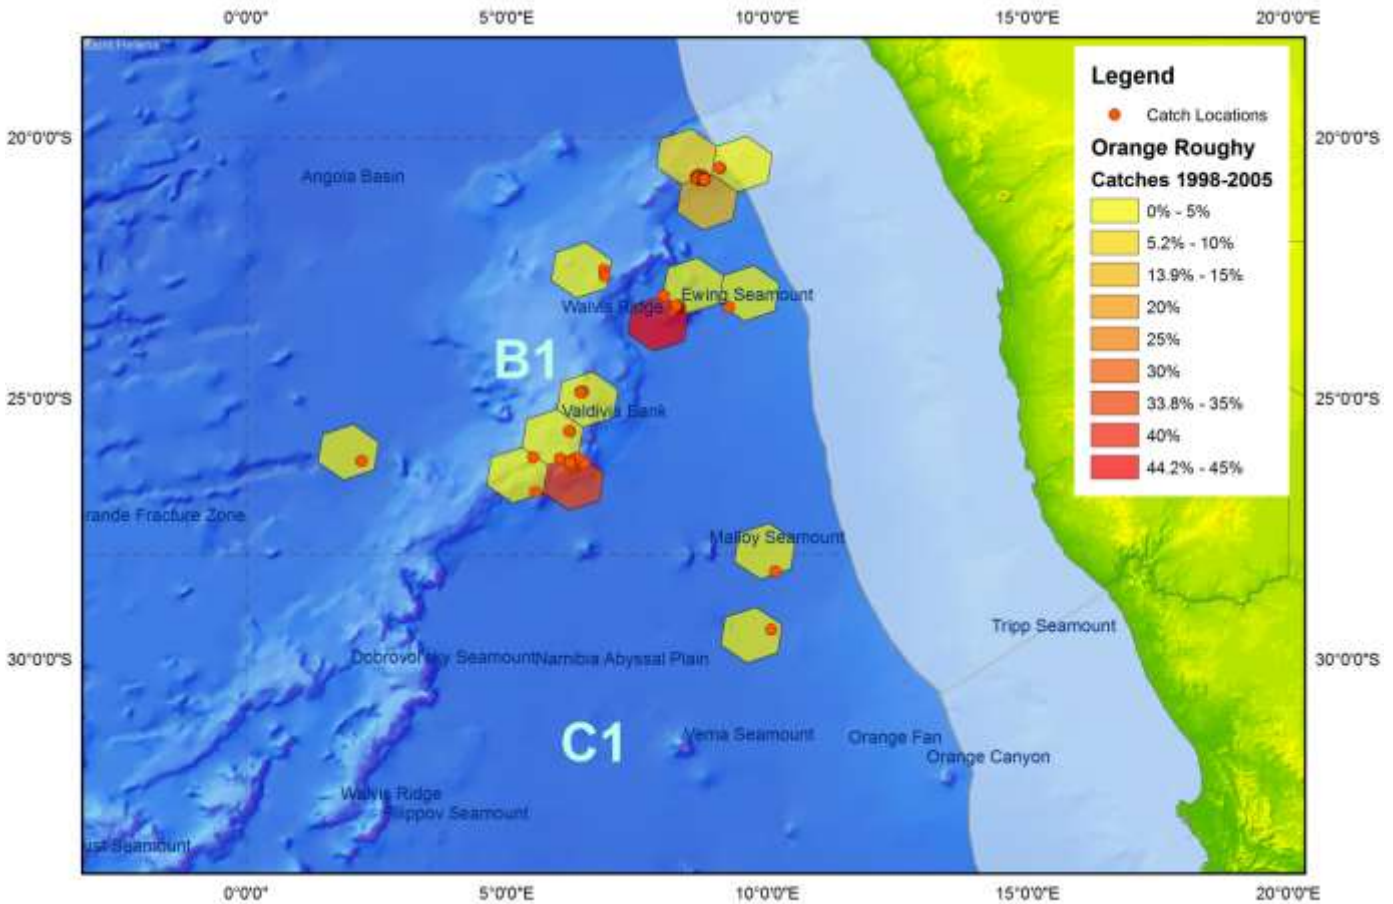 0°0'0" 5°0'0"E 10°0'0"E 15°0'0"E 20°0'0"E
Saint Helena
Legend
Catch Locations
20°0'0"S 20°0'0"S
Orange Roughy
Angola Basin
Catches 1998-2005
0% - 5%
5.2% - 10%
13.9% - 15%
Ewing Seamount
Walvis Ridge
20%
25%
B1
30%
25°0'0"S 25°0'0"S
33.8% - 35%
Valdivia Bank
40%
44.2% - 45%
rande Fracture Zone
Malloy Seamount
Tripp Seamount
30°0'0"S 30°0'0"S
Dobrovol'sky Seamount Namibia Abyssal Plain
C1
Vema Seamount
Orange Fan
Orange Canyon
Walvis Ridge
Filippov Seamount
ust Seamount
0°0'0" 5°0'0"E 10°0'0"E 15°0'0"E 20°0'0"E